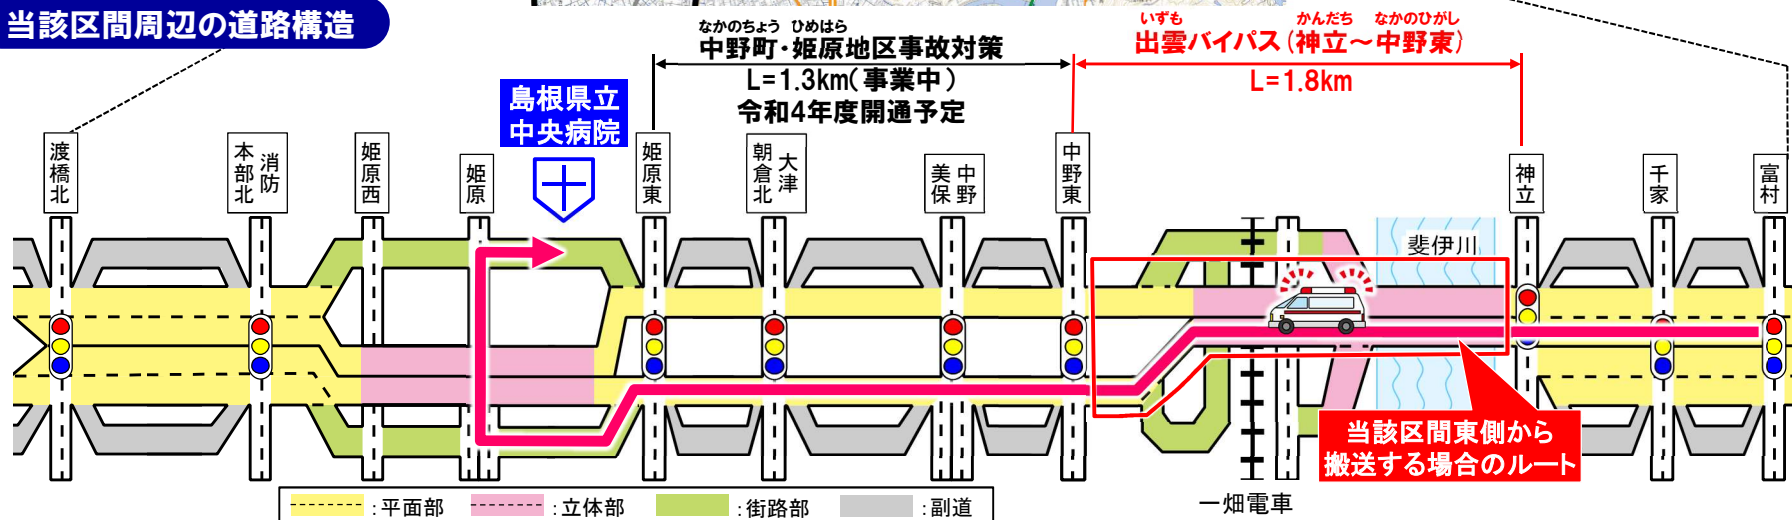 当該区間周辺の道路構造
なかのちょう ひめはら
中野町・姫原地区事故対策
L=1.3km(事業中)
令和4年度開通予定
いずも かんだち なかのひがし
出雲バイパス(神立～中野東)
L=1.8km
島根県立
中央病院
渡橋北
消防
本部北
姫原西
姫原
姫原東
大津
朝倉北
中野
美保
中野東
神立
千家
富村
斐伊川
当該区間東側から
搬送する場合のルート
一畑電車
:平面部 :立体部 :街路部 :副道